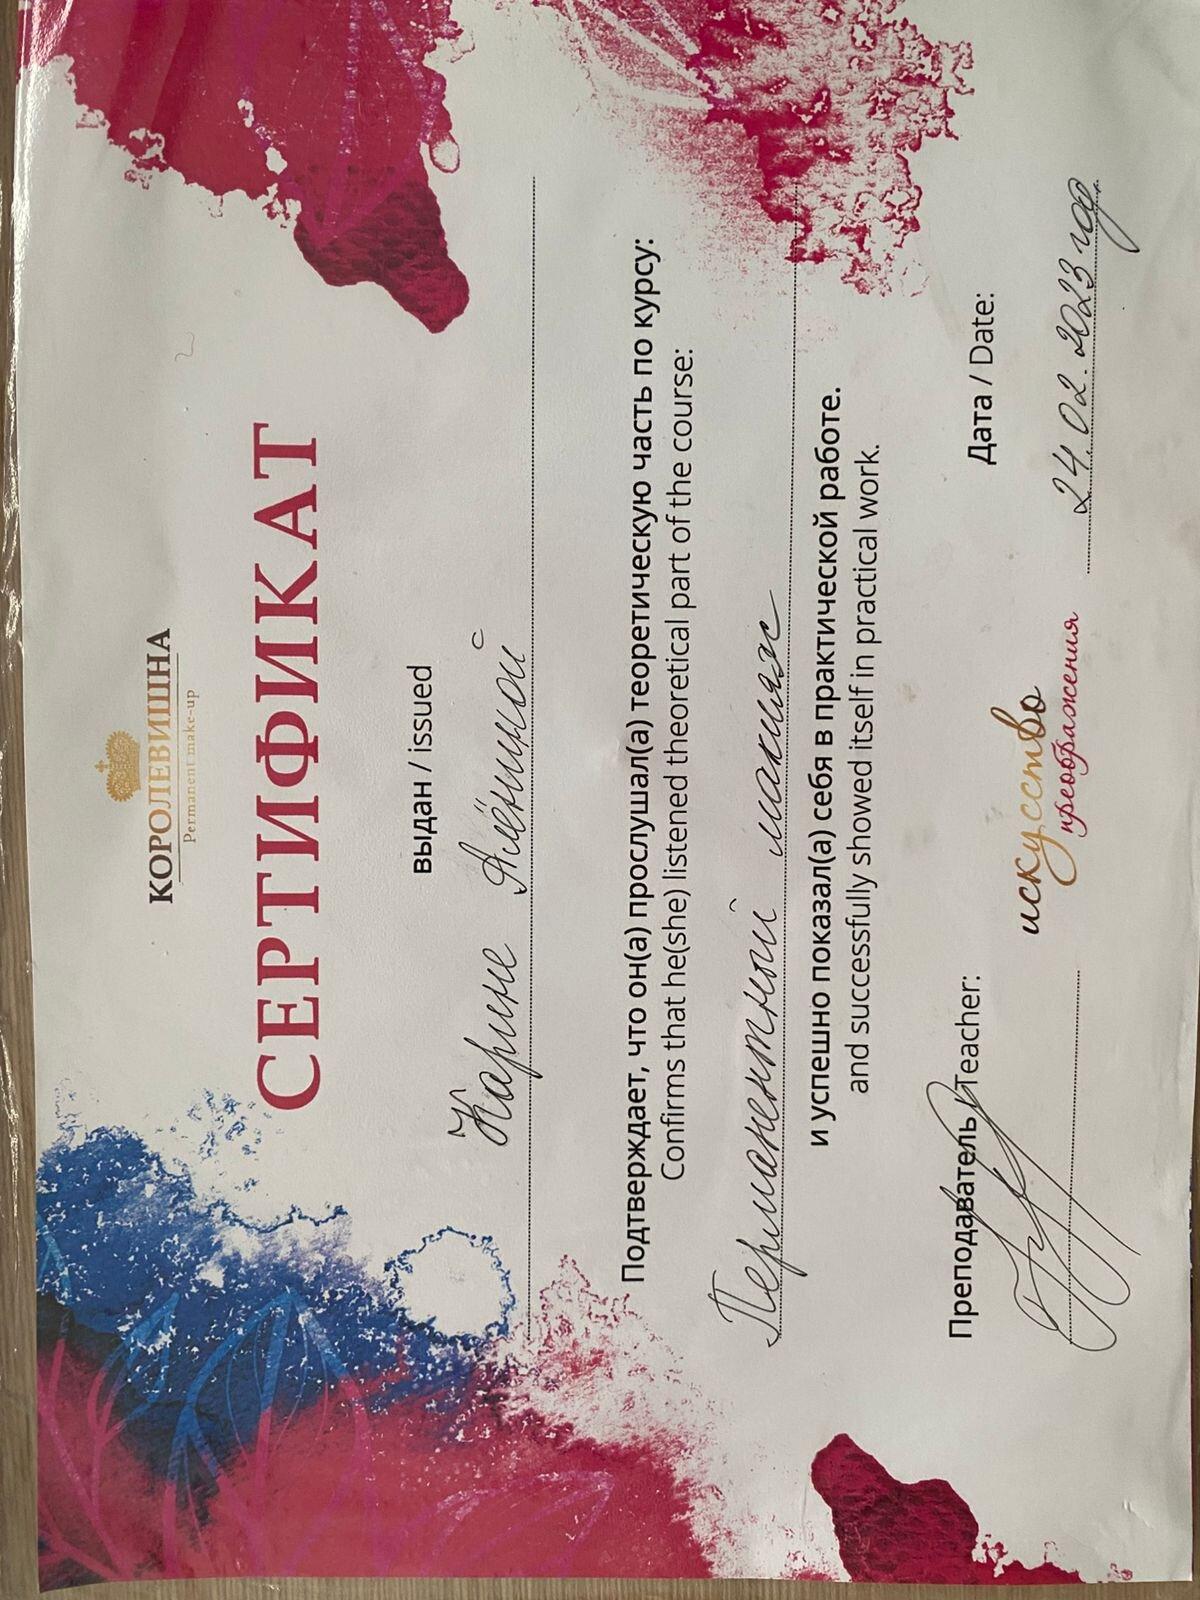 КОРОЛЕВИШНА
Permanent make-up
СЕРТИФИКАТ
выдан / issued
Карине Алёниной
Подтверждает, что он(а) прослушал(а) теоретическую часть по курсу:
Confirms that he(she) listened theoretical part of the course:
Перманентный макияж
и успешно показал(а) себя в практической работе.
and successfully showed itself in practical work.
Преподаватель / Teacher:
искусство
преображения
Дата / Date:
24.02.2023 год